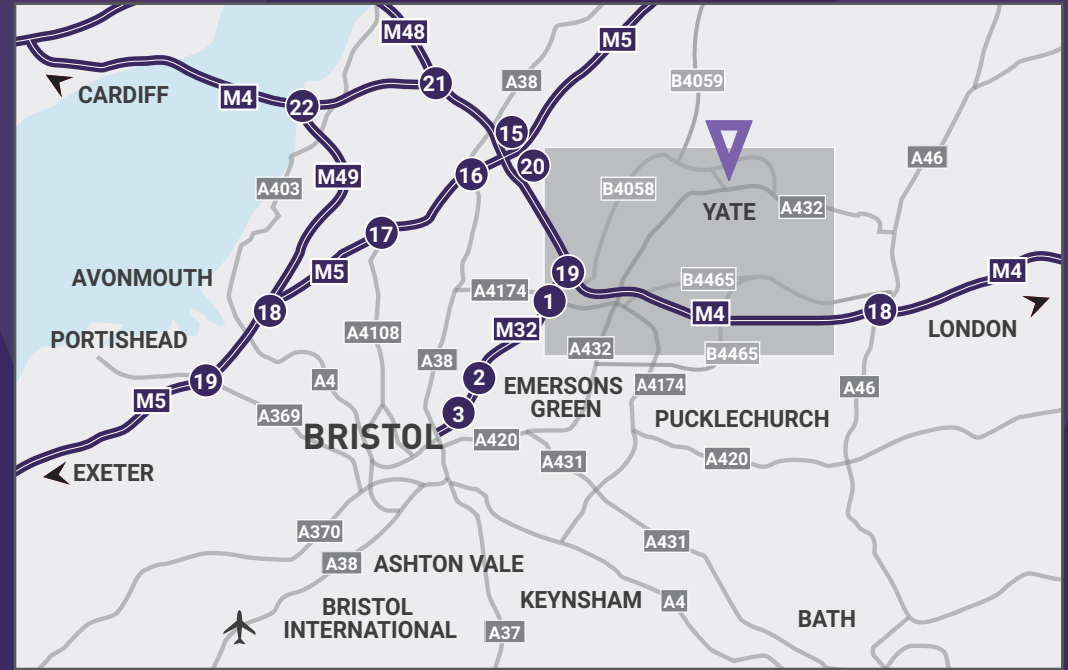 M48
M5
A38
B4059
21
CARDIFF
M4
22
15
20
16
A46
A403
M49
B4058
YATE
A432
17
AVONMOUTH
M5
19
B4465
M4
A4174
1
18
M4
18
LONDON
PORTISHEAD
A4108
M32
A432
B4465
A38
2
EMERSONS
GREEN
A4174
A46
19
M5
A4
A369
3
PUCKLECHURCH
BRISTOL
A420
A431
A420
EXETER
A370
A38
ASHTON VALE
A431
BRISTOL
INTERNATIONAL
KEYNSHAM
A4
A37
BATH